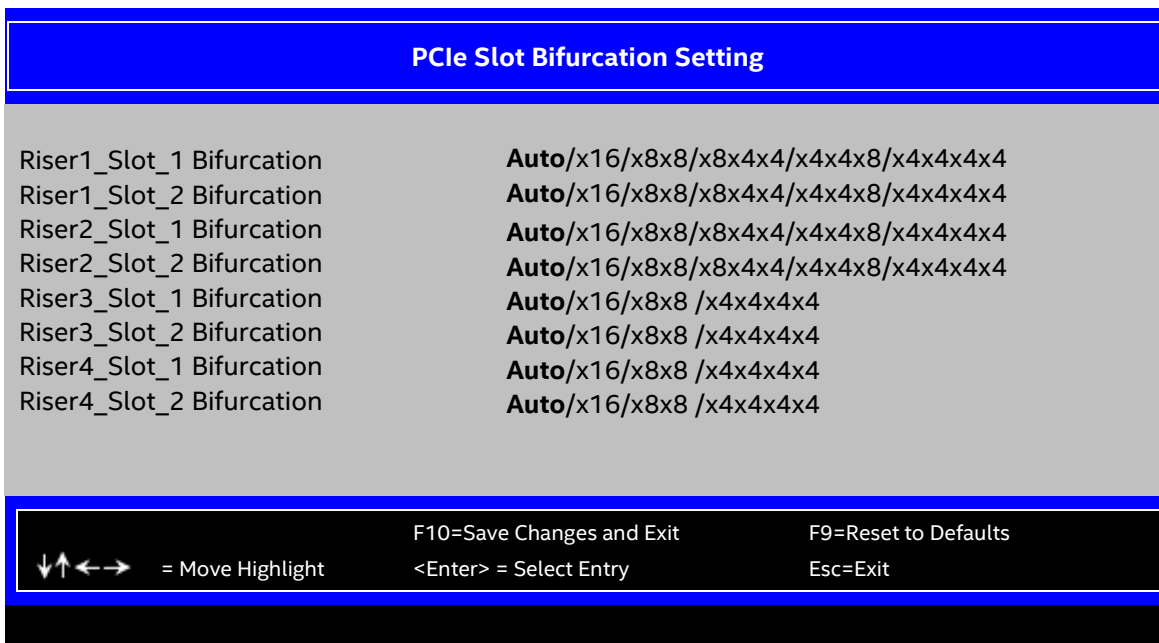 PCIe Slot Bifurcation Setting
Riser1_Slot_1 Bifurcation Auto/x16/x8x8/x8x4x4/x4x4x8/x4x4x4x4
Riser1_Slot_2 Bifurcation Auto/x16/x8x8/x8x4x4/x4x4x8/x4x4x4x4
Riser2_Slot_1 Bifurcation Auto/x16/x8x8/x8x4x4/x4x4x8/x4x4x4x4
Riser2_Slot_2 Bifurcation Auto/x16/x8x8/x8x4x4/x4x4x8/x4x4x4x4
Riser3_Slot_1 Bifurcation Auto/x16/x8x8 /x4x4x4x4
Riser3_Slot_2 Bifurcation Auto/x16/x8x8 /x4x4x4x4
Riser4_Slot_1 Bifurcation Auto/x16/x8x8 /x4x4x4x4
Riser4_Slot_2 Bifurcation Auto/x16/x8x8 /x4x4x4x4
F10=Save Changes and Exit F9=Reset to Defaults
↓↑←→ = Move Highlight <Enter> = Select Entry Esc=Exit